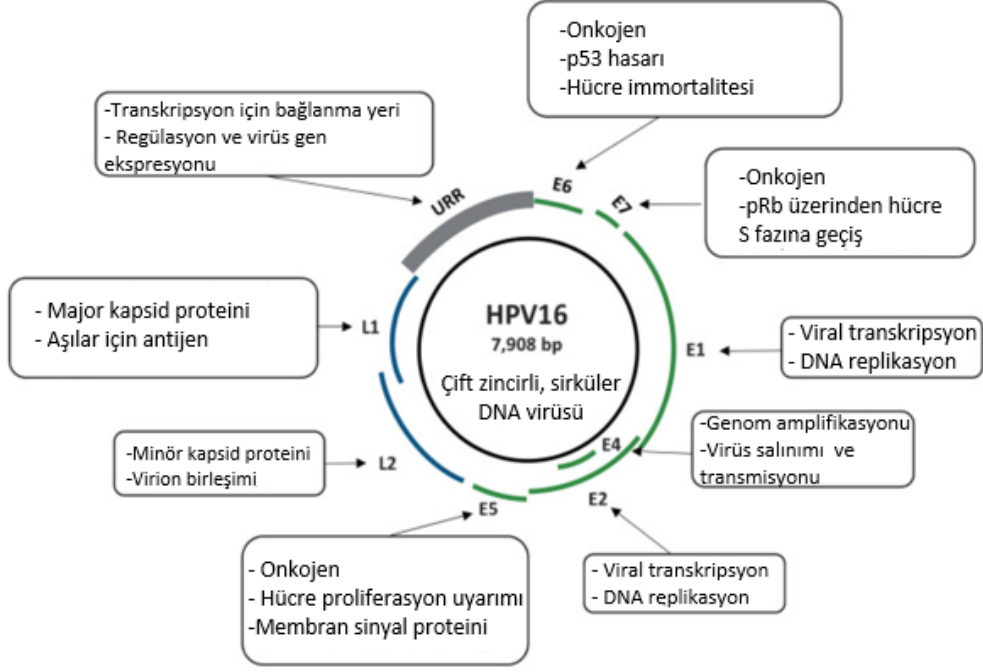 -Onkojen
-p53 hasarı
-Hücre immortalitesi
-Transkripsyon için bağlanma yeri
- Regülasyon ve virüs gen
ekspresyonu
URR
E6
E7
-Onkojen
-pRb üzerinden hücre
S fazına geçiş
- Major kapsid proteini
- Aşılar için antijen
L1
HPV16
7,908 bp
Çift zincirli, sirküler
DNA virüsü
E1
- Viral transkripsyon
- DNA replikasyon
-Minör kapsid proteini
-Virion birleşimi
L2
E4
-Genom amplifikasyonu
-Virüs salınımı ve
transmisyonu
E5
E2
- Onkojen
- Hücre proliferasyon uyarımı
-Membran sinyal proteini
- Viral transkripsyon
- DNA replikasyon